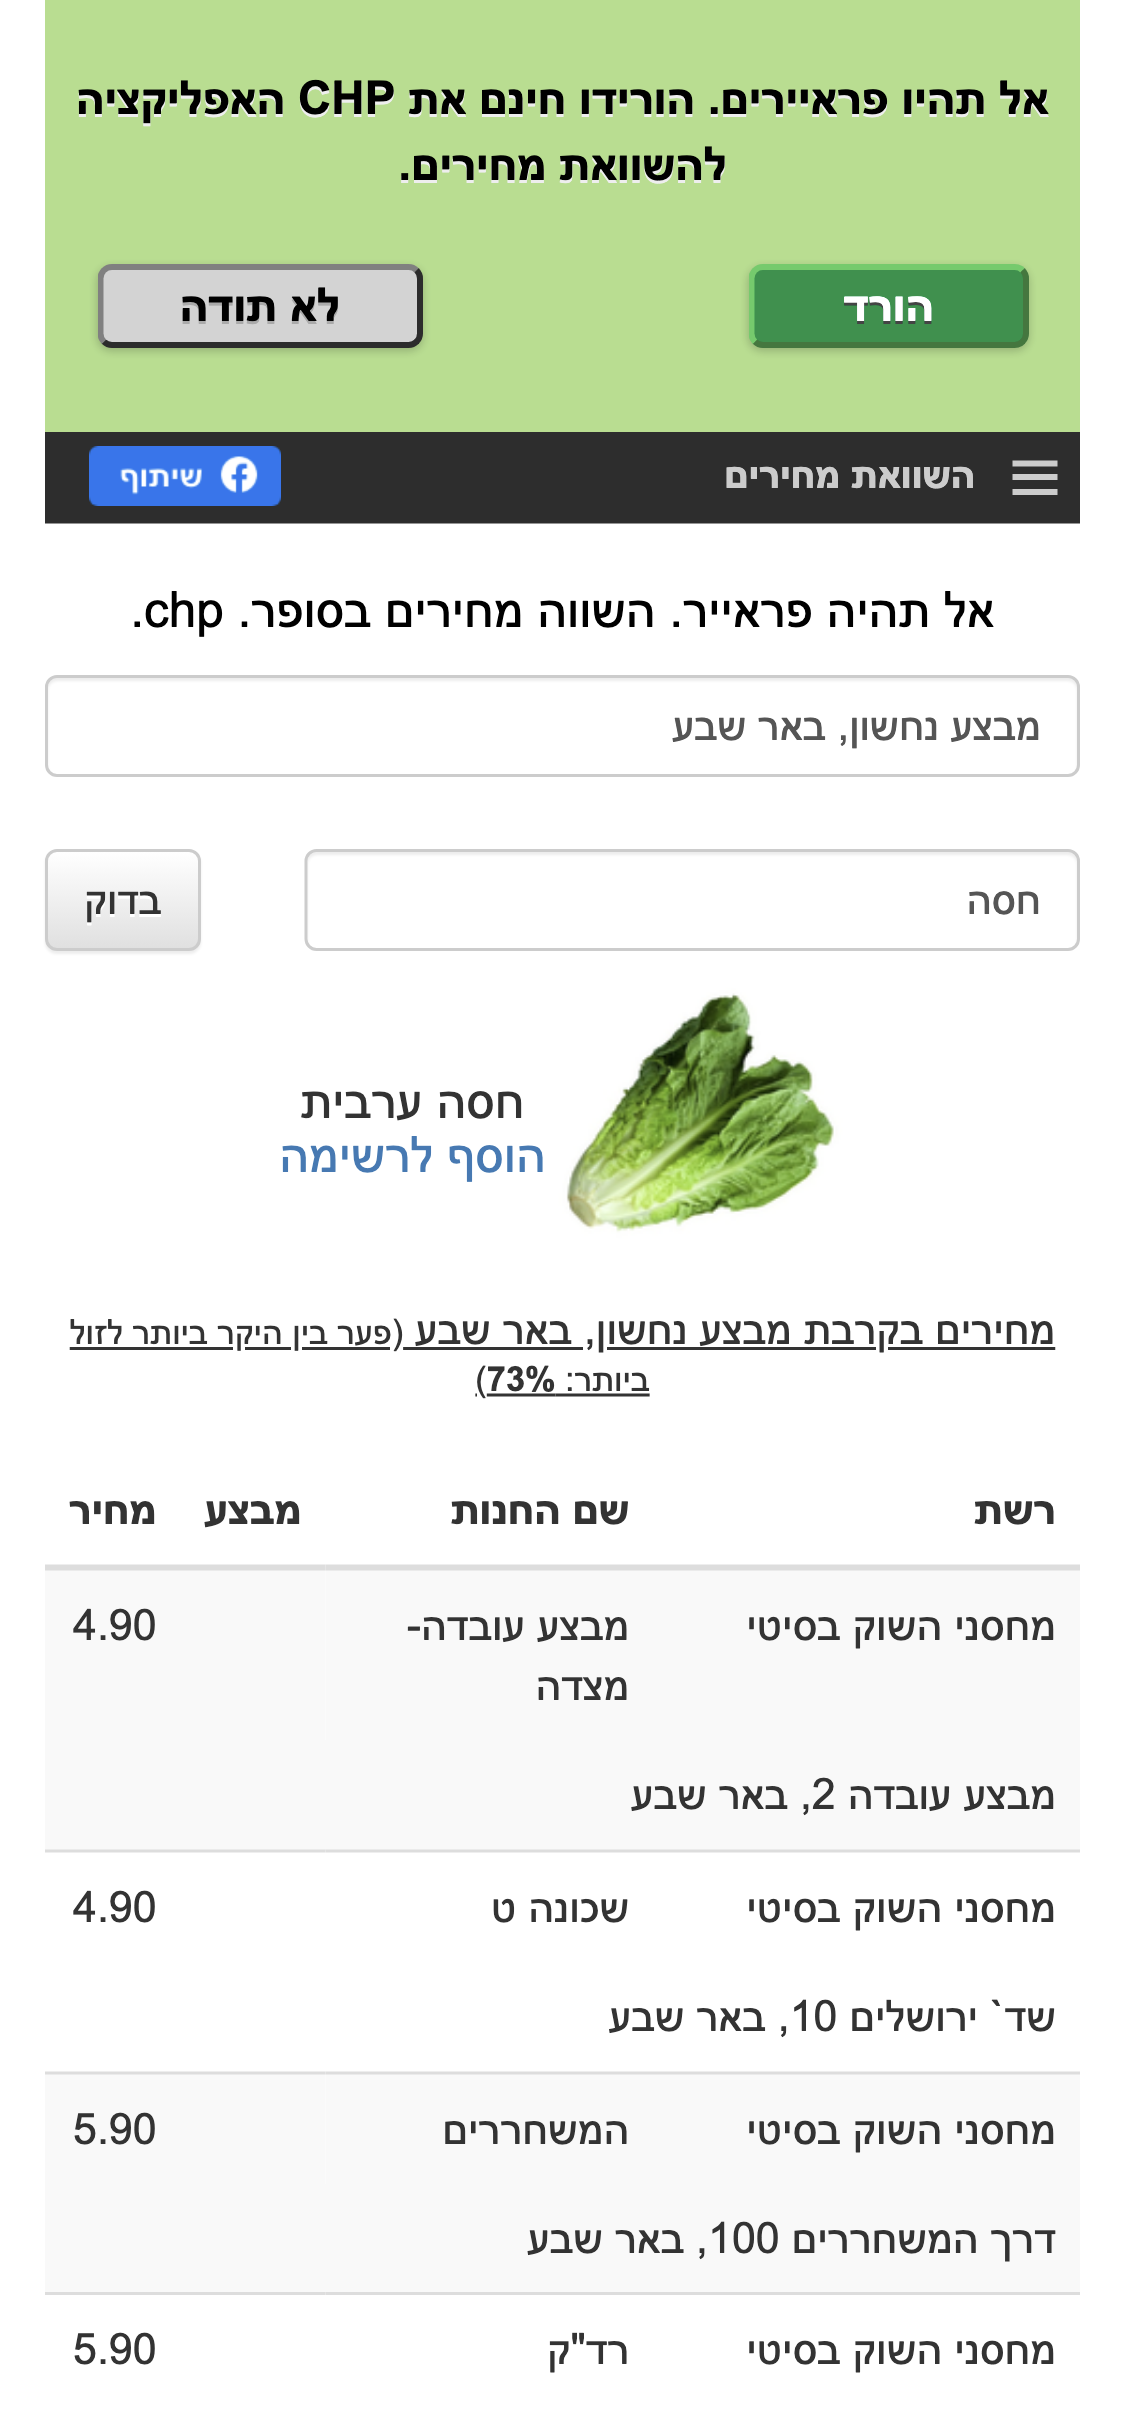 אל תהיו פראיירים. הורידו חינם את CHP האפליקציה
להשוואת מחירים.
הורד
לא תודה
השוואת מחירים
שיתוף
אל תהיה פראייר. השווה מחירים בסופר. chp.
מבצע נחשון, באר שבע
חסה
בדוק
חסה ערבית
הוסף לרשימה
מחירים בקרבת מבצע נחשון, באר שבע (פער בין היקר ביותר לזול
ביותר: 73%)
רשת שם החנות מבצע מחיר
מחסני השוק בסיטי מבצע עובדה- 4.90
מצדה
מבצע עובדה 2, באר שבע
מחסני השוק בסיטי שכונה ט 4.90
שד` ירושלים 10, באר שבע
מחסני השוק בסיטי המשחררים 5.90
דרך המשחררים 100, באר שבע
מחסני השוק בסיטי רד"ק 5.90